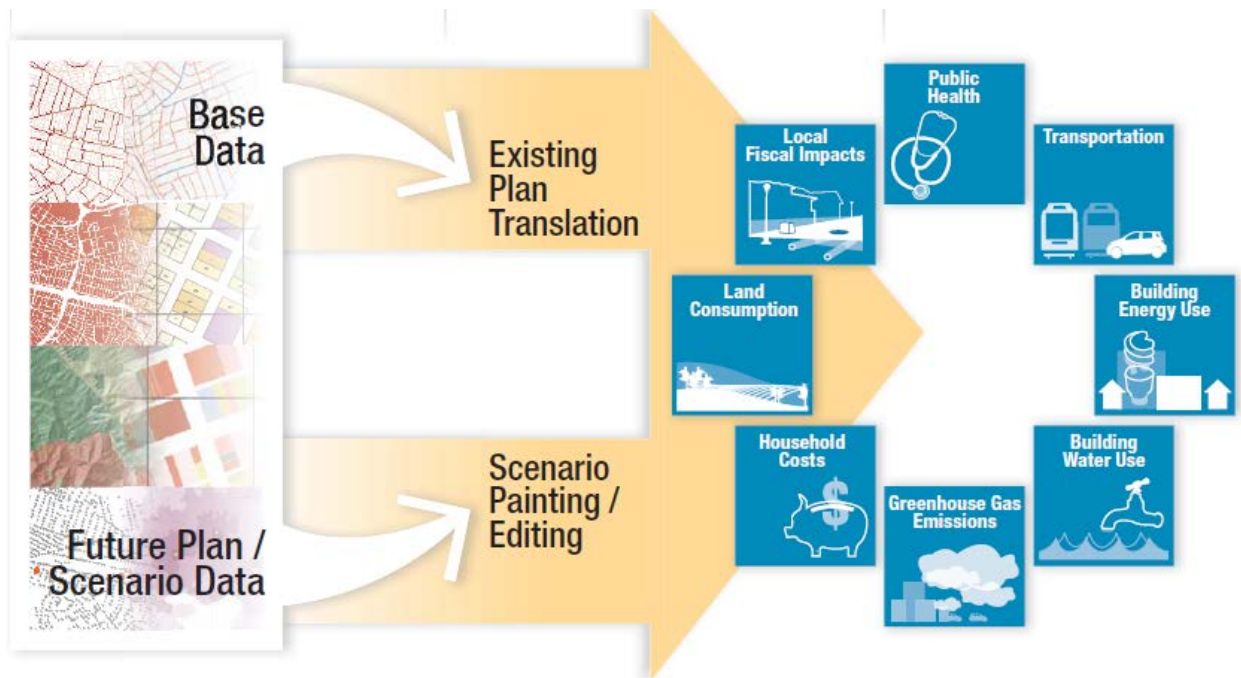 Base
Data
Future Plan /
Scenario Data
Existing
Plan
Translation
Scenario
Painting /
Editing
Public
Health
Transportation
Building
Energy Use
Building
Water Use
Greenhouse Gas
Emissions
Household
Costs
$
Land
Consumption
Local
Fiscal Impacts